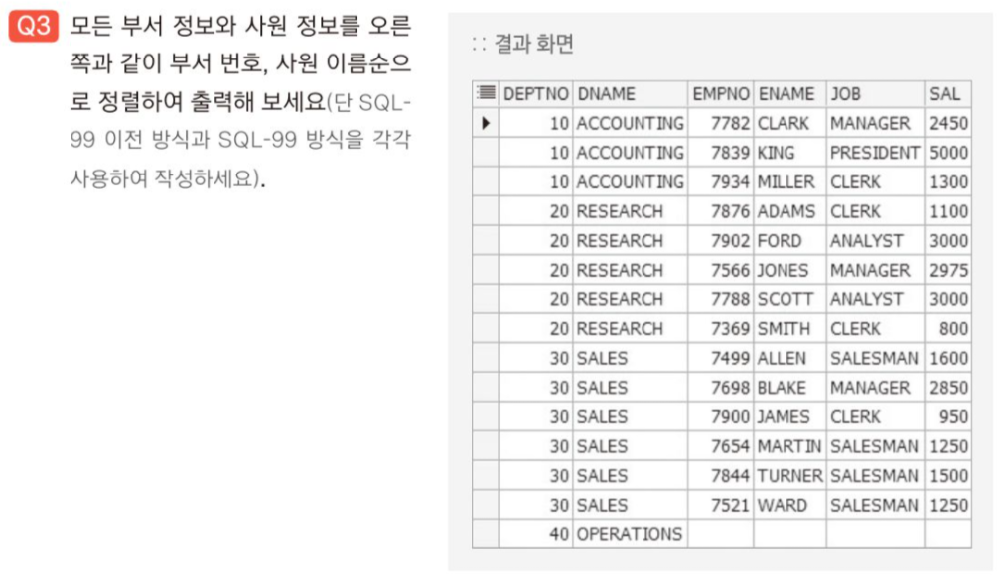 Q3 모든 부서 정보와 사원 정보를 오른
쪽과 같이 부서 번호, 사원 이름순으
로 정렬하여 출력해 보세요(단 SQL-
99 이전 방식과 SQL-99 방식을 각각
사용하여 작성하세요).
:: 결과 화면
DEPTNO DNAME EMPNO ENAME JOB SAL
10 ACCOUNTING 7782 CLARK MANAGER 2450
10 ACCOUNTING 7839 KING PRESIDENT 5000
10 ACCOUNTING 7934 MILLER CLERK 1300
20 RESEARCH 7876 ADAMS CLERK 1100
20 RESEARCH 7902 FORD ANALYST 3000
20 RESEARCH 7566 JONES MANAGER 2975
20 RESEARCH 7788 SCOTT ANALYST 3000
20 RESEARCH 7369 SMITH CLERK 800
30 SALES 7499 ALLEN SALESMAN 1600
30 SALES 7698 BLAKE MANAGER 2850
30 SALES 7900 JAMES CLERK 950
30 SALES 7654 MARTIN SALESMAN 1250
30 SALES 7844 TURNER SALESMAN 1500
30 SALES 7521 WARD SALESMAN 1250
40 OPERATIONS